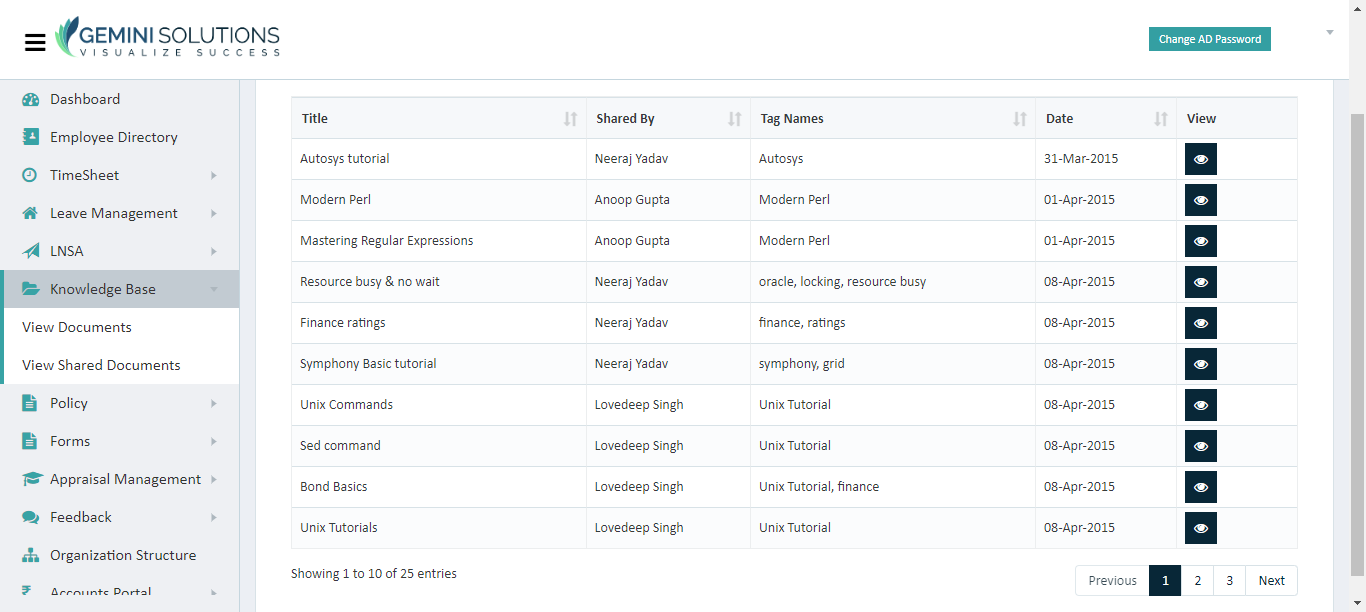 GEMINI SOLUTIONS
VISUALIZE SUCCESS
Change AD Password
Dashboard
Employee Directory
TimeSheet
Leave Management
LNSA
Knowledge Base
View Documents
View Shared Documents
Policy
Forms
Appraisal Management
Feedback
Organization Structure
Accounts Portal
Title Shared By Tag Names Date View
Autosys tutorial Neeraj Yadav Autosys 31-Mar-2015
Modern Perl Anoop Gupta Modern Perl 01-Apr-2015
Mastering Regular Expressions Anoop Gupta Modern Perl 01-Apr-2015
Resource busy & no wait Neeraj Yadav oracle, locking, resource busy 08-Apr-2015
Finance ratings Neeraj Yadav finance, ratings 08-Apr-2015
Symphony Basic tutorial Neeraj Yadav symphony, grid 08-Apr-2015
Unix Commands Lovedeep Singh Unix Tutorial 08-Apr-2015
Sed command Lovedeep Singh Unix Tutorial 08-Apr-2015
Bond Basics Lovedeep Singh Unix Tutorial, finance 08-Apr-2015
Unix Tutorials Lovedeep Singh Unix Tutorial 08-Apr-2015
Showing 1 to 10 of 25 entries
Previous 1 2 3 Next